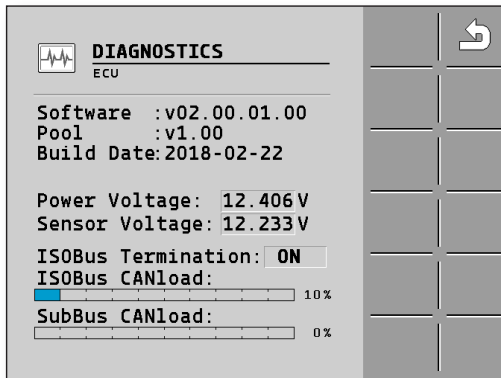 DIAGNOSTICS
ECU
Software :v02.00.01.00
Pool :v1.00
Build Date:2018-02-22
Power Voltage: 12.406 V
Sensor Voltage: 12.233 V
ISOBus Termination: ON
ISOBus CANload:
10%
SubBus CANload:
0%